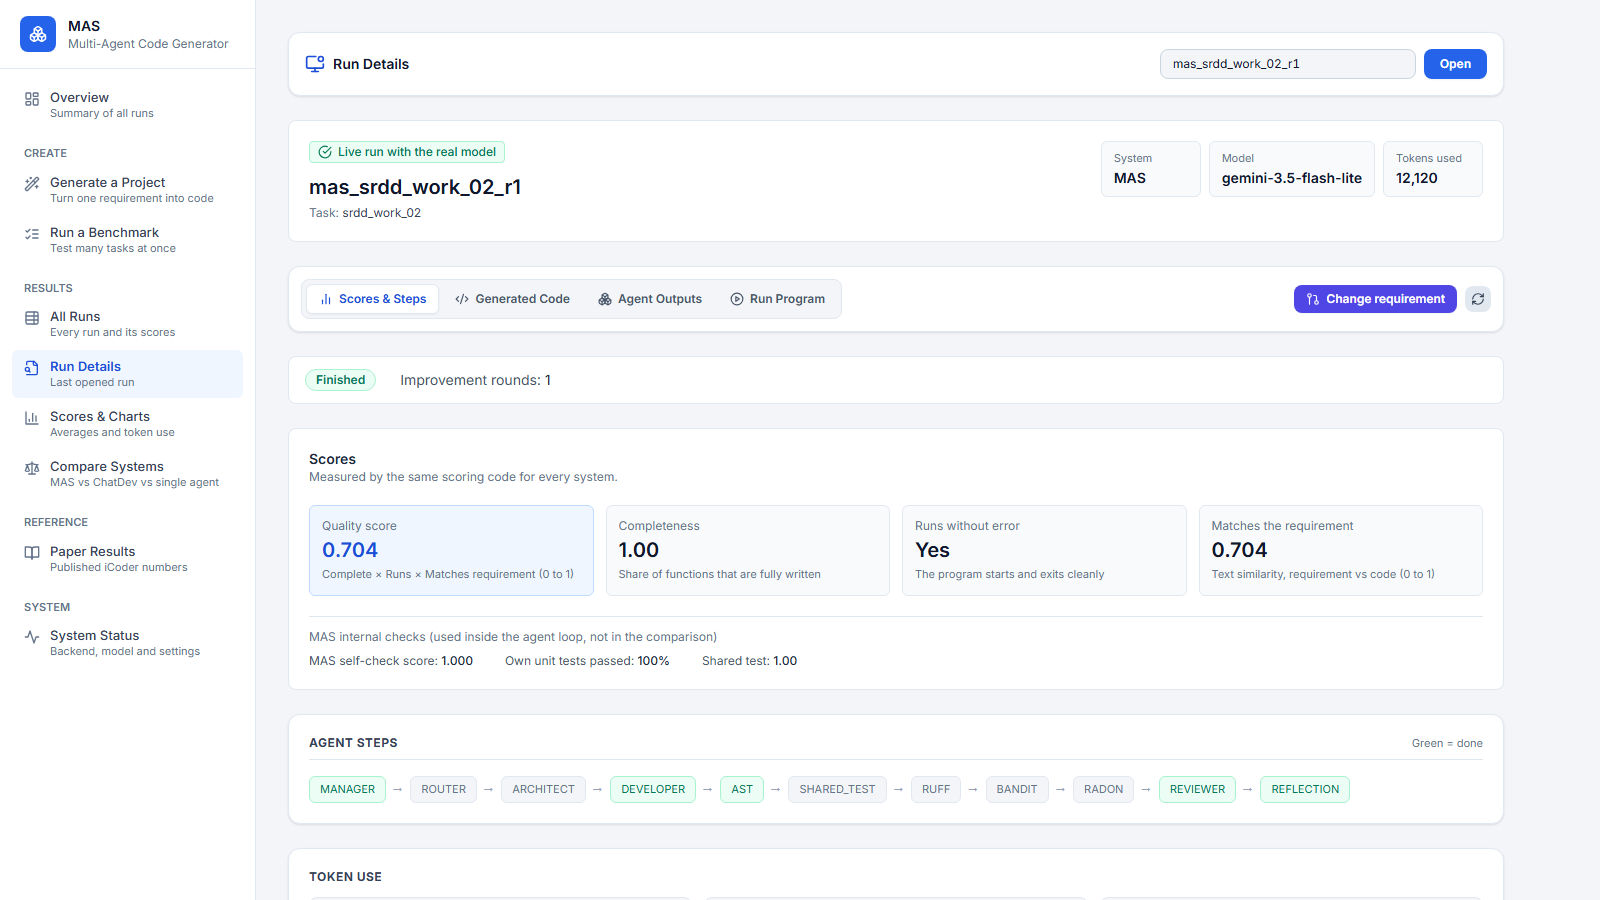 MAS
Multi-Agent Code Generator
Overview
Summary of all runs
CREATE
Generate a Project
Turn one requirement into code
Run a Benchmark
Test many tasks at once
RESULTS
All Runs
Every run and its scores
Run Details
Last opened run
Scores & Charts
Averages and token use
Compare Systems
MAS vs ChatDev vs single agent
REFERENCE
Paper Results
Published iCoder numbers
SYSTEM
System Status
Backend, model and settings
Run Details
mas_srdd_work_02_r1
Open
Live run with the real model
mas_srdd_work_02_r1
Task: srdd_work_02
System
MAS
Model
gemini-3.5-flash-lite
Tokens used
12,120
Scores & Steps
Generated Code
Agent Outputs
Run Program
Change requirement
Finished
Improvement rounds: 1
Scores
Measured by the same scoring code for every system.
Quality score
0.704
Complete × Runs × Matches requirement (0 to 1)
Completeness
1.00
Share of functions that are fully written
Runs without error
Yes
The program starts and exits cleanly
Matches the requirement
0.704
Text similarity, requirement vs code (0 to 1)
MAS internal checks (used inside the agent loop, not in the comparison)
MAS self-check score: 1.000 Own unit tests passed: 100% Shared test: 1.00
AGENT STEPS
Green = done
MANAGER → ROUTER → ARCHITECT → DEVELOPER → AST → SHARED_TEST → RUFF → BANDIT → RADON → REVIEWER → REFLECTION
TOKEN USE